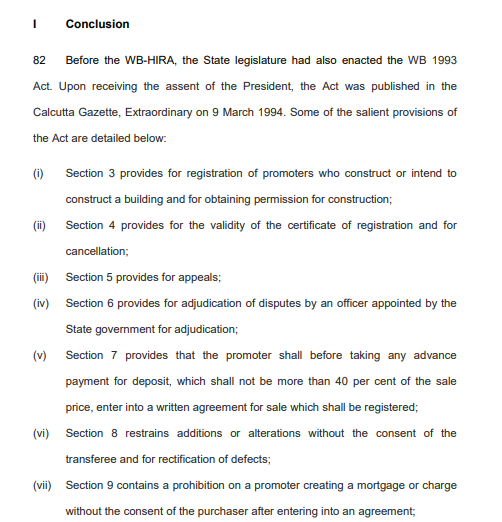 I Conclusion
82 Before the WB-HIRA, the State legislature had also enacted the WB 1993
Act. Upon receiving the assent of the President, the Act was published in the
Calcutta Gazette, Extraordinary on 9 March 1994. Some of the salient provisions of
the Act are detailed below:
(i) Section 3 provides for registration of promoters who construct or intend to
construct a building and for obtaining permission for construction;
(ii) Section 4 provides for the validity of the certificate of registration and for
cancellation;
(iii) Section 5 provides for appeals;
(iv) Section 6 provides for adjudication of disputes by an officer appointed by the
State government for adjudication;
(v) Section 7 provides that the promoter shall before taking any advance
payment for deposit, which shall not be more than 40 per cent of the sale
price, enter into a written agreement for sale which shall be registered;
(vi) Section 8 restrains additions or alterations without the consent of the
transferee and for rectification of defects;
(vii) Section 9 contains a prohibition on a promoter creating a mortgage or charge
without the consent of the purchaser after entering into an agreement;